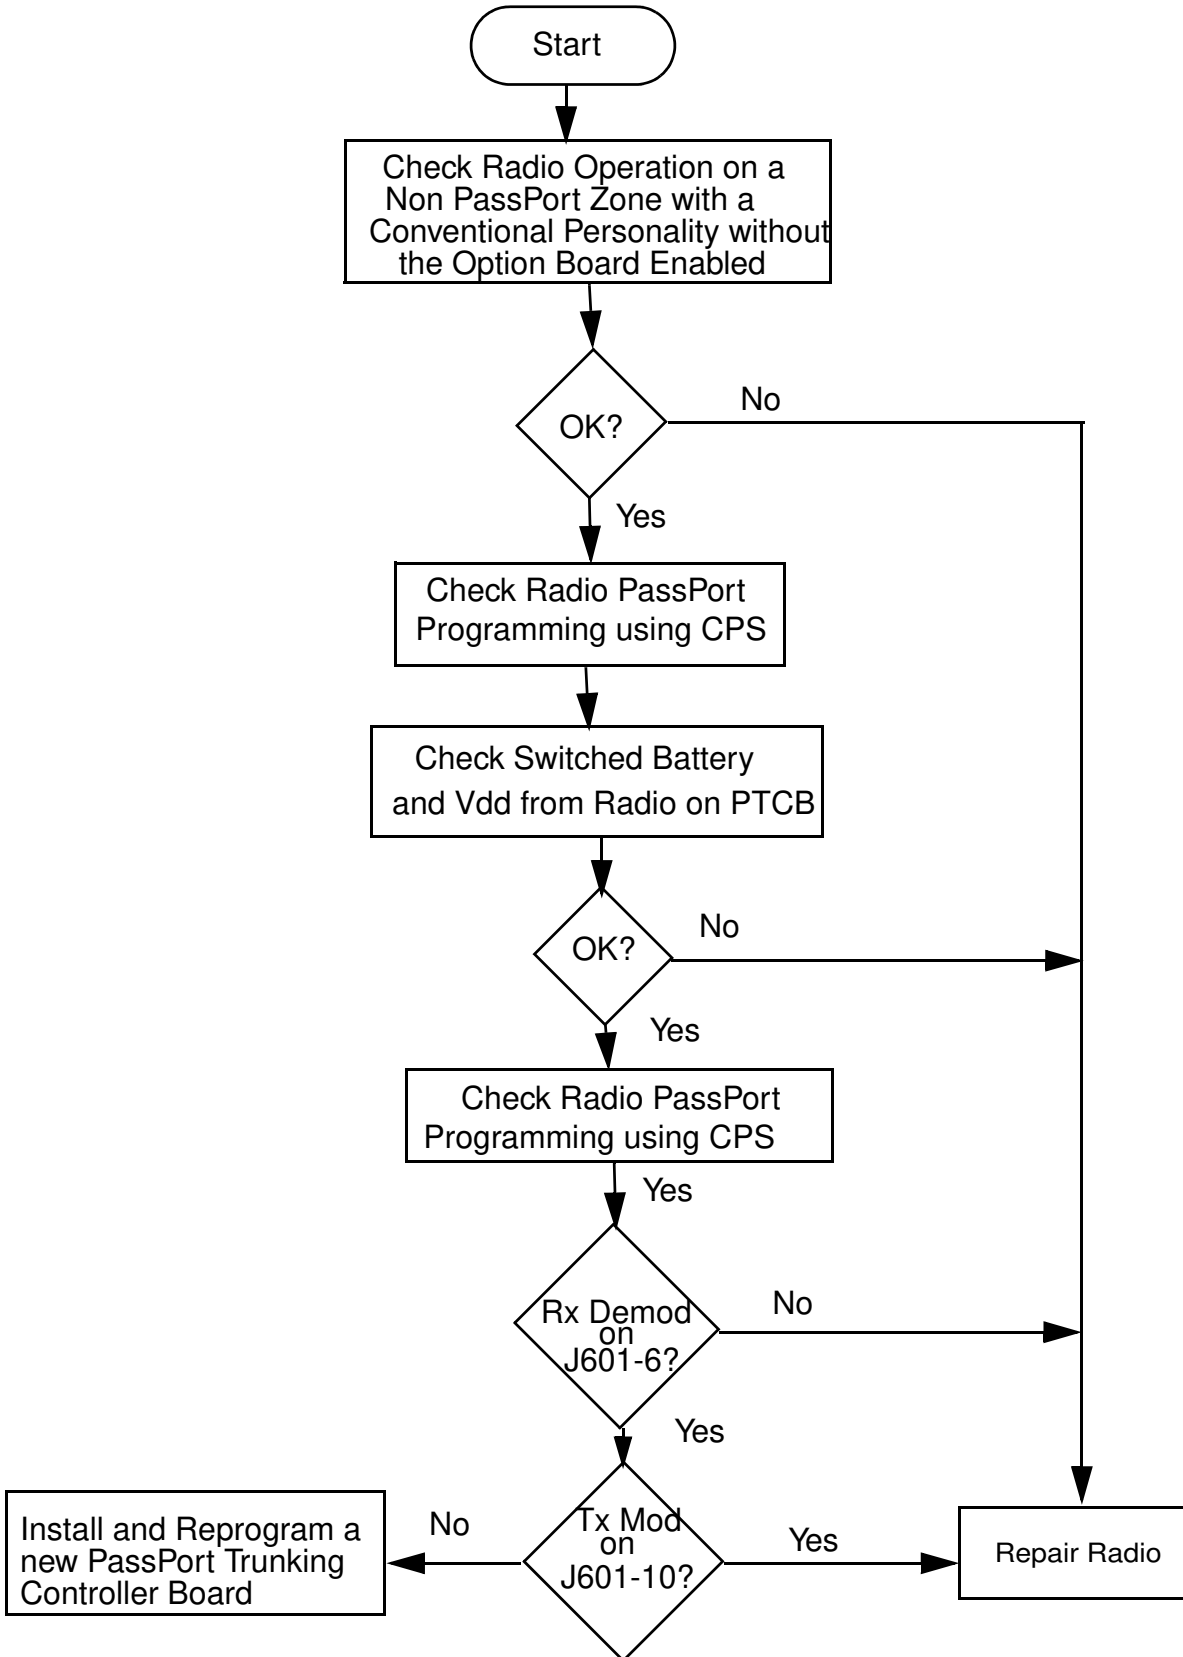 Start
Check Radio Operation on a
Non PassPort Zone with a
Conventional Personality without
the Option Board Enabled
OK?
No
Yes
Check Radio PassPort
Programming using CPS
Check Switched Battery
and Vdd from Radio on PTCB
OK?
No
Yes
Check Radio PassPort
Programming using CPS
Yes
Rx Demod
on
J601-6?
No
Yes
Tx Mod
on
J601-10?
No
Yes
Install and Reprogram a
new PassPort Trunking
Controller Board
Repair Radio